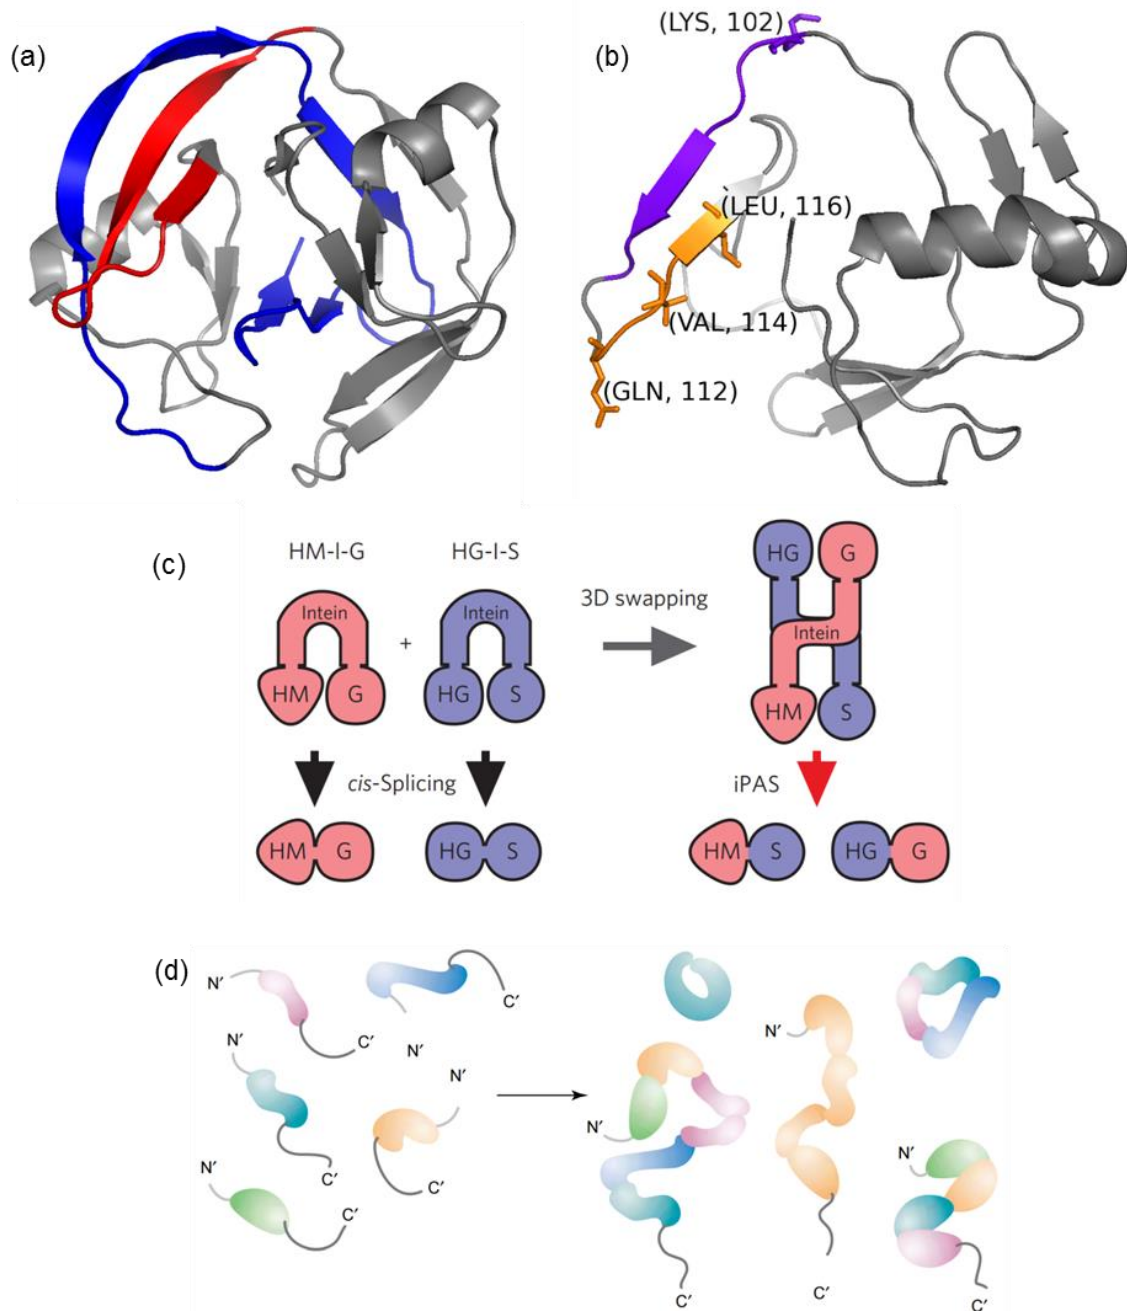 (a)
(b)
(LYS, 102)
(LEU, 116)
(VAL, 114)
(GLN, 112)
(c)
HM-I-G
HG-I-S
Intein
+
Intein
HM
G
HG
S
3D swapping
HG
G
Intein
HM
S
cis-Splicing
iPAS
HM
G
HG
S
HM
S
HG
G
(d)
N′
C′
N′
C′
N′
C′
N′
C′
N′
C′
N′
C′
N′
C′
N′
C′